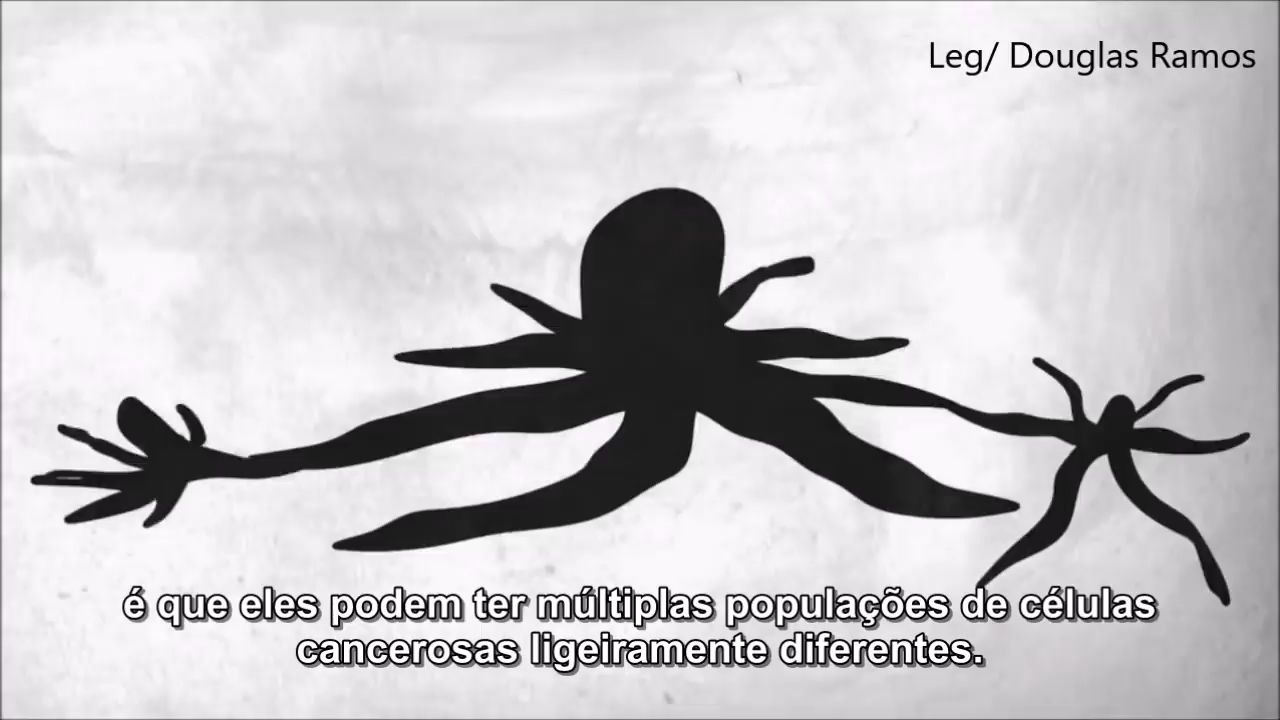 Leg/ Douglas Ramos
é que eles podem ter múltiplas populações de células
cancerosas ligeiramente diferentes.